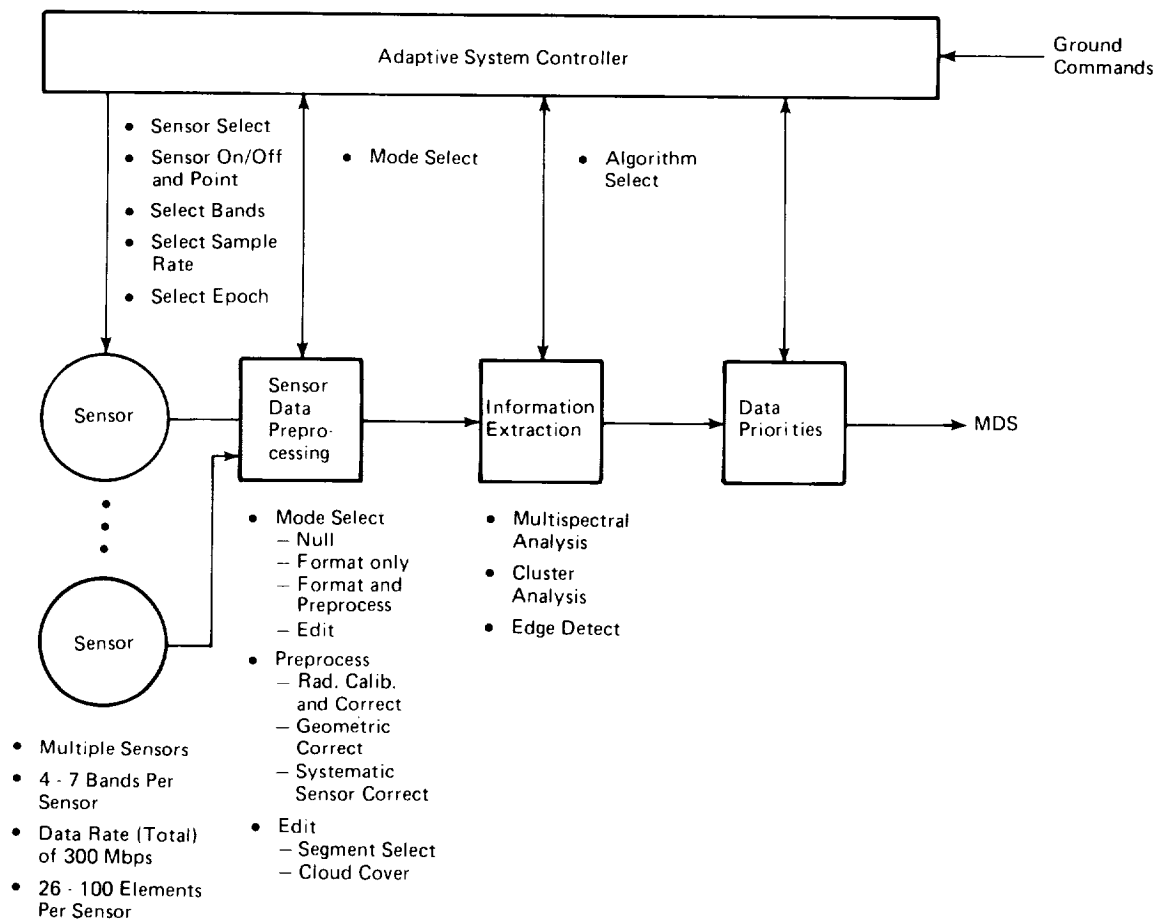 Adaptive System Controller
Ground
Commands
• Sensor Select
• Sensor On/Off
and Point
• Select Bands
• Select Sample
Rate
• Select Epoch
• Mode Select
• Algorithm
Select
Sensor
Sensor
Data
Prepro-
cessing
Information
Extraction
Data
Priorities
MDS
Sensor
• Multiple Sensors
• 4 - 7 Bands Per
Sensor
• Data Rate (Total)
of 300 Mbps
• 26 - 100 Elements
Per Sensor
• Mode Select
– Null
– Format only
– Format and
Preprocess
– Edit
• Preprocess
– Rad. Calib.
and Correct
– Geometric
Correct
– Systematic
Sensor Correct
• Edit
– Segment Select
– Cloud Cover
• Multispectral
Analysis
• Cluster
Analysis
• Edge Detect